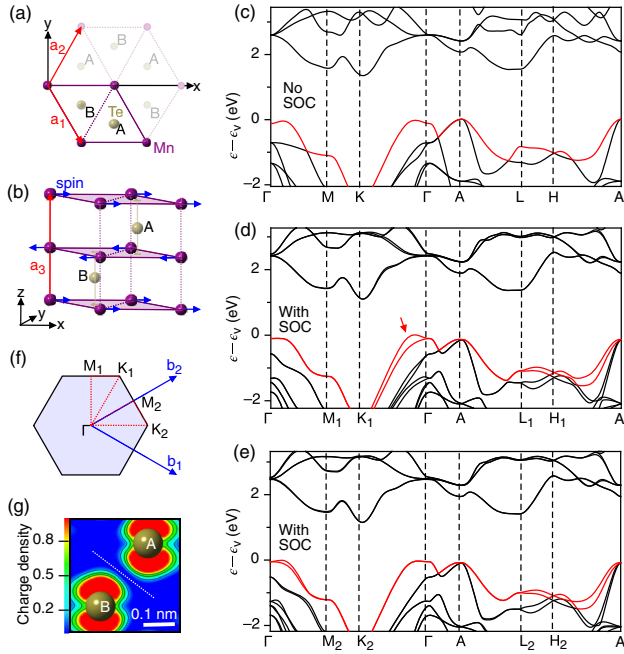 (a)
y
a₂
B
A
A
x
B
Te
B
a₁
A
Mn
(b)
spin
A
a₃
B
z
y
x
(f)
M₁ K₁
b₂
M₂
Γ
K₂
b₁
(g)
Charge density
0.8
0.5
0.2
A
B
0.1 nm
(c)
ϵ−ϵᵥ (eV)
2
0
−2
No
SOC
Γ M K Γ A L H A
(d)
ϵ−ϵᵥ (eV)
2
0
−2
With
SOC
Γ M₁ K₁ Γ A L₁ H₁ A
(e)
ϵ−ϵᵥ (eV)
2
0
−2
With
SOC
Γ M₂ K₂ Γ A L₂ H₂ A